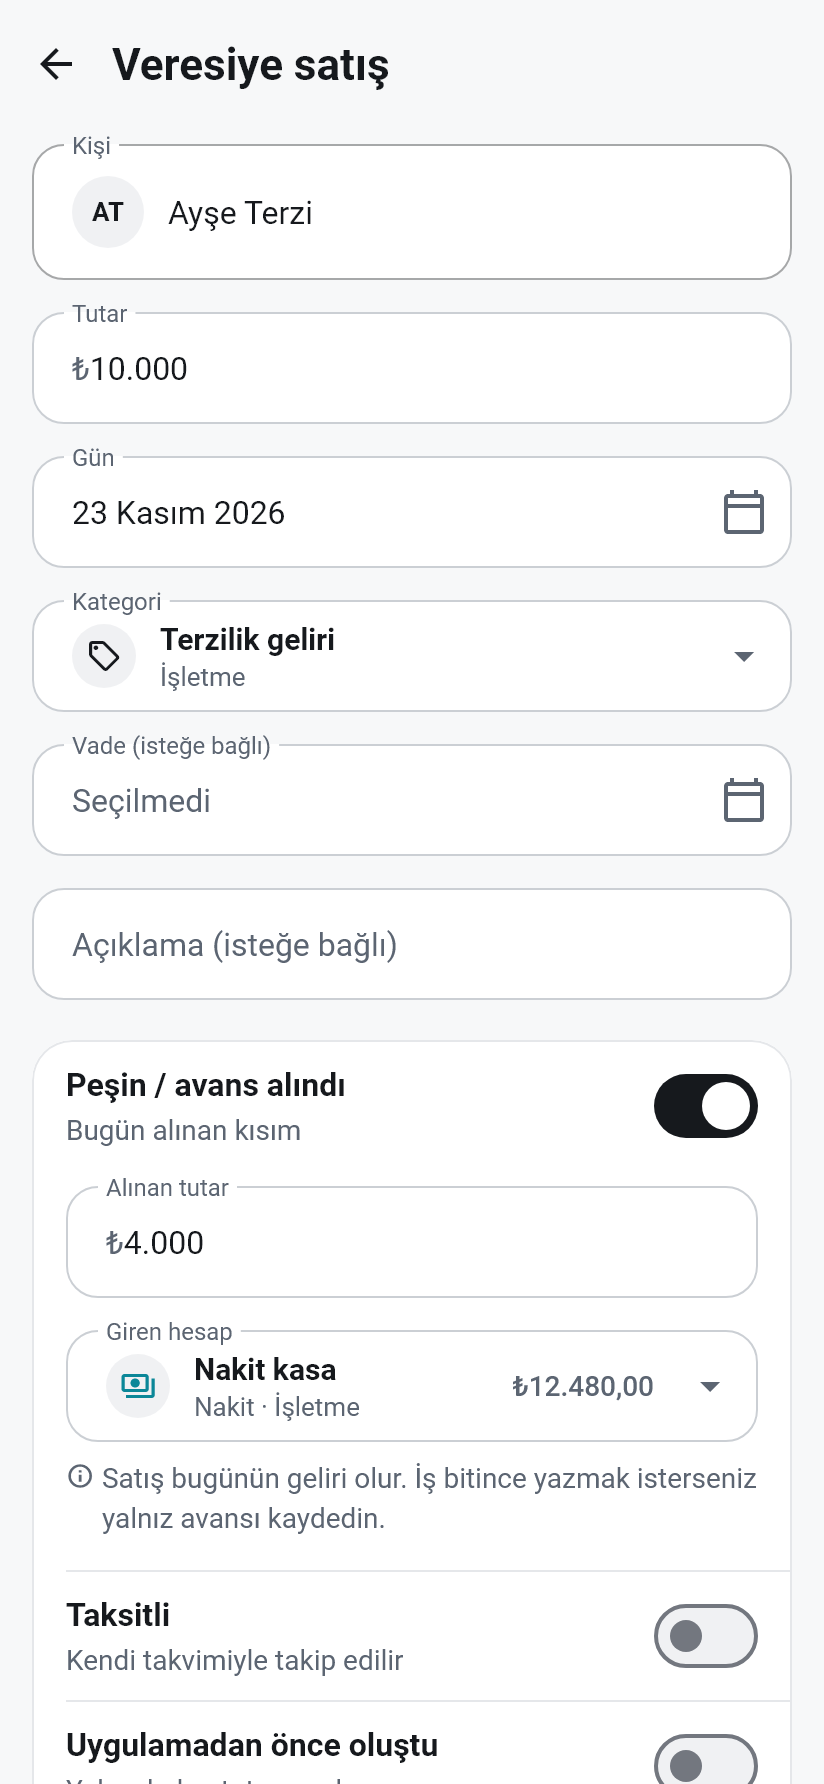 Veresiye satış
Kişi
AT
Ayşe Terzi
Tutar
₺10.000
Gün
23 Kasım 2026
Kategori
Terzilik geliri
İşletme
Vade (isteğe bağlı)
Seçilmedi
Açıklama (isteğe bağlı)
Peşin / avans alındı
Bugün alınan kısım
Alınan tutar
₺4.000
Giren hesap
Nakit kasa
₺12.480,00
Nakit · İşletme
Satış bugünün geliri olur. İş bitince yazmak isterseniz
yalnız avansı kaydedin.
Taksitli
Kendi takvimiyle takip edilir
Uygulamadan önce oluştu